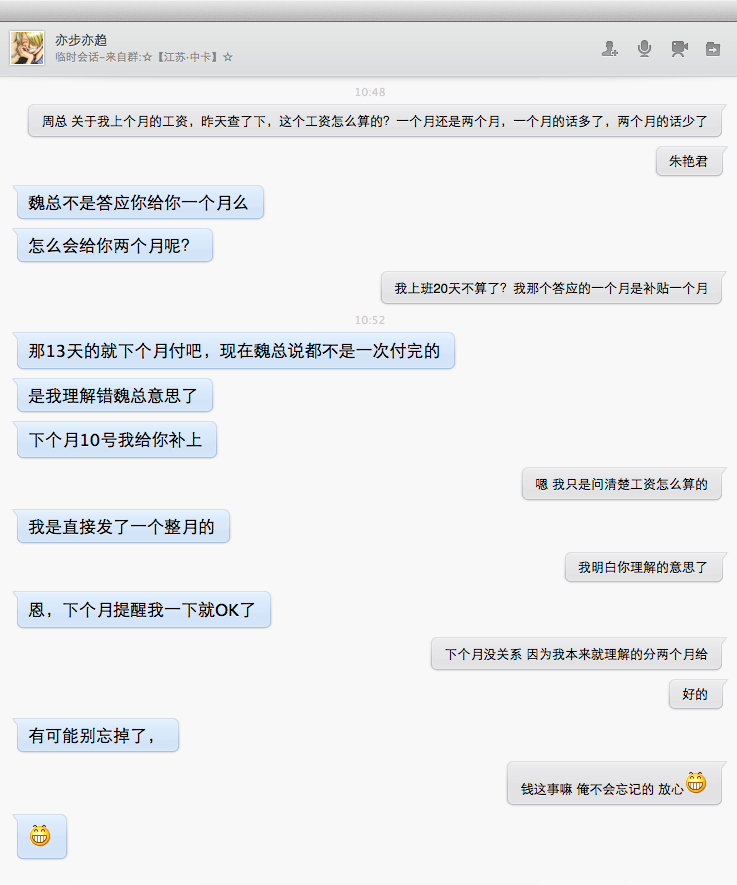 亦步亦趋
临时会话-来自群:☆【江苏·中卡】☆
10:48
周总 关于我上个月的工资，昨天查了下，这个工资怎么算的？一个月还是两个月，一个月的话多了，两个月的话少了
朱艳君
魏总不是答应你给你一个月么
怎么会给你两个月呢？
我上班20天不算了？我那个答应的一个月是补贴一个月
10:52
那13天的就下个月付吧，现在魏总说都不是一次付完的
是我理解错魏总意思了
下个月10号我给你补上
嗯 我只是问清楚工资怎么算的
我是直接发了一个整月的
我明白你理解的意思了
恩，下个月提醒我一下就OK了
下个月没关系 因为我本来就理解的分两个月给
好的
有可能别忘掉了，
钱这事嘛 俺不会忘记的 放心